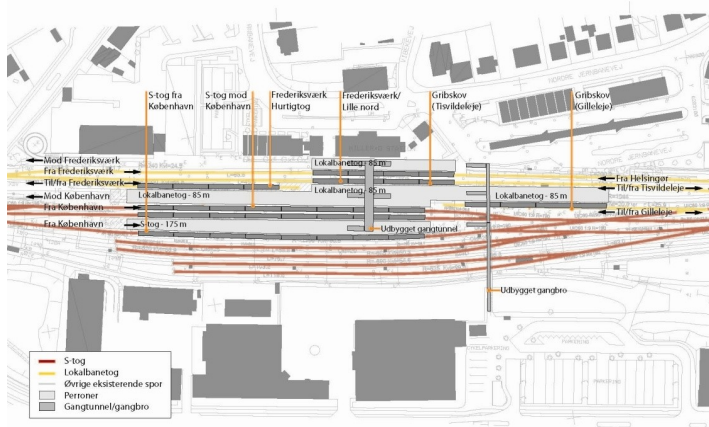 S-tog fra
København
S-tog mod
København
Frederiksværk
Hurtigtog
Frederiksværk/
Lille nord
Gribskov
(Tisvildeleje)
Gribskov
(Gilleleje)
Mod Frederiksværk
Fra Frederiksværk
Til/fra Frederiksværk
Mod København
Fra København
Fra København
Lokalbanetog - 85 m
Lokalbanetog - 85 m
Lokalbanetog - 85 m
Lokalbanetog - 85 m
S-tog - 175 m
Fra Helsingør
Til/fra Tisvildeleje
Til/fra Gilleleje
Udbygget gangtunnel
Udbygget gangbro
S-tog
Lokalbanetog
Øvrige eksisterende spor
Perroner
Gangtunnel/gangbro